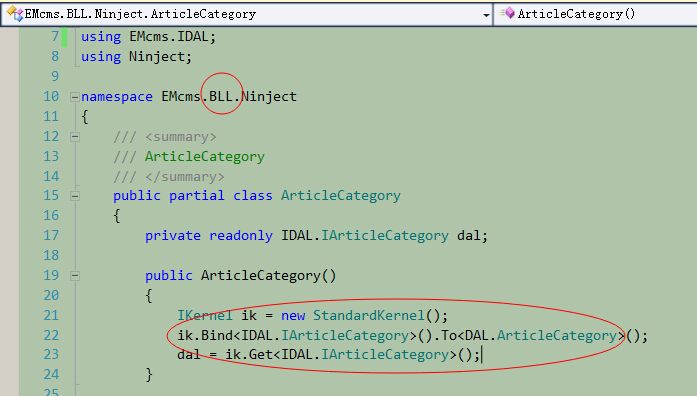 EMcms.BLL.Ninject.ArticleCategory ArticleCategory()
7 using EMcms.IDAL;
8 using Ninject;
9
10 namespace EMcms.BLL.Ninject
11 {
12 /// <summary>
13 /// ArticleCategory
14 /// </summary>
15 public partial class ArticleCategory
16 {
17 private readonly IDAL.IArticleCategory dal;
18
19 public ArticleCategory()
20 {
21 IKernel ik = new StandardKernel();
22 ik.Bind<IDAL.IArticleCategory>().To<DAL.ArticleCategory>();
23 dal = ik.Get<IDAL.IArticleCategory>();
24 }
25